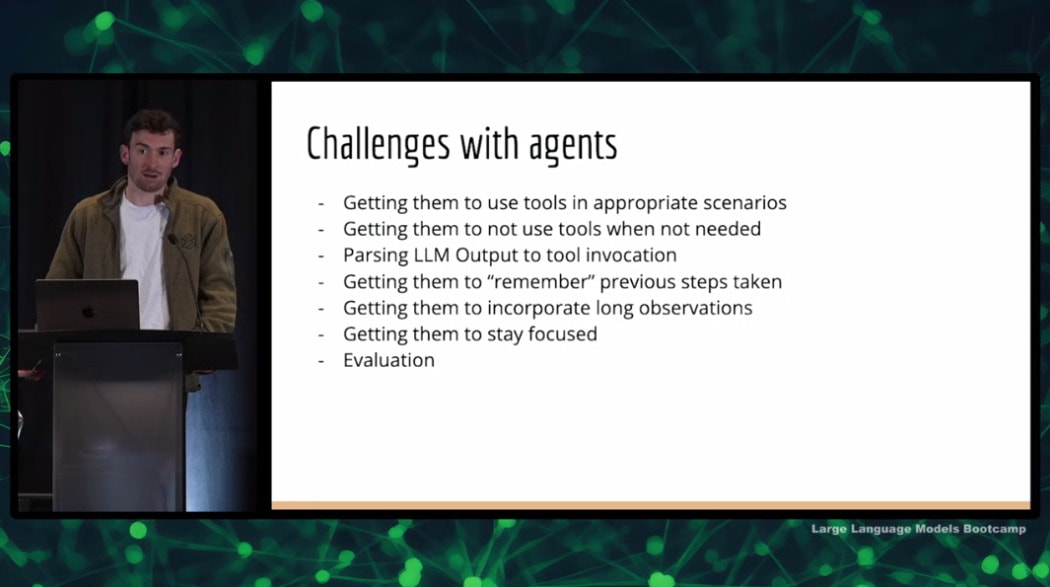 Challenges with agents
- Getting them to use tools in appropriate scenarios
- Getting them to not use tools when not needed
- Parsing LLM Output to tool invocation
- Getting them to “remember” previous steps taken
- Getting them to incorporate long observations
- Getting them to stay focused
- Evaluation
Large Language Models Bootcamp